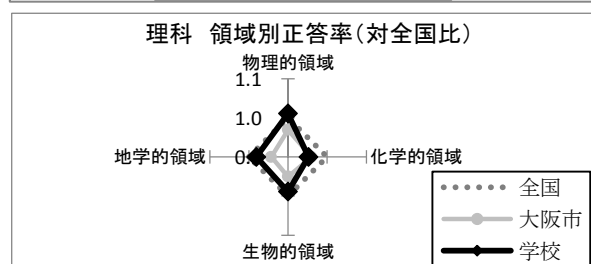 理科 領域別正答率(対全国比)
物理的領域
1.1
1.0
地学的領域
化学的領域
生物的領域
全国
大阪市
学校